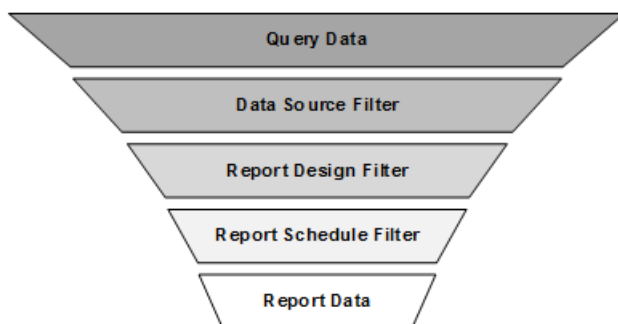 Query Data
Data Source Filter
Report Design Filter
Report Schedule Filter
Report Data